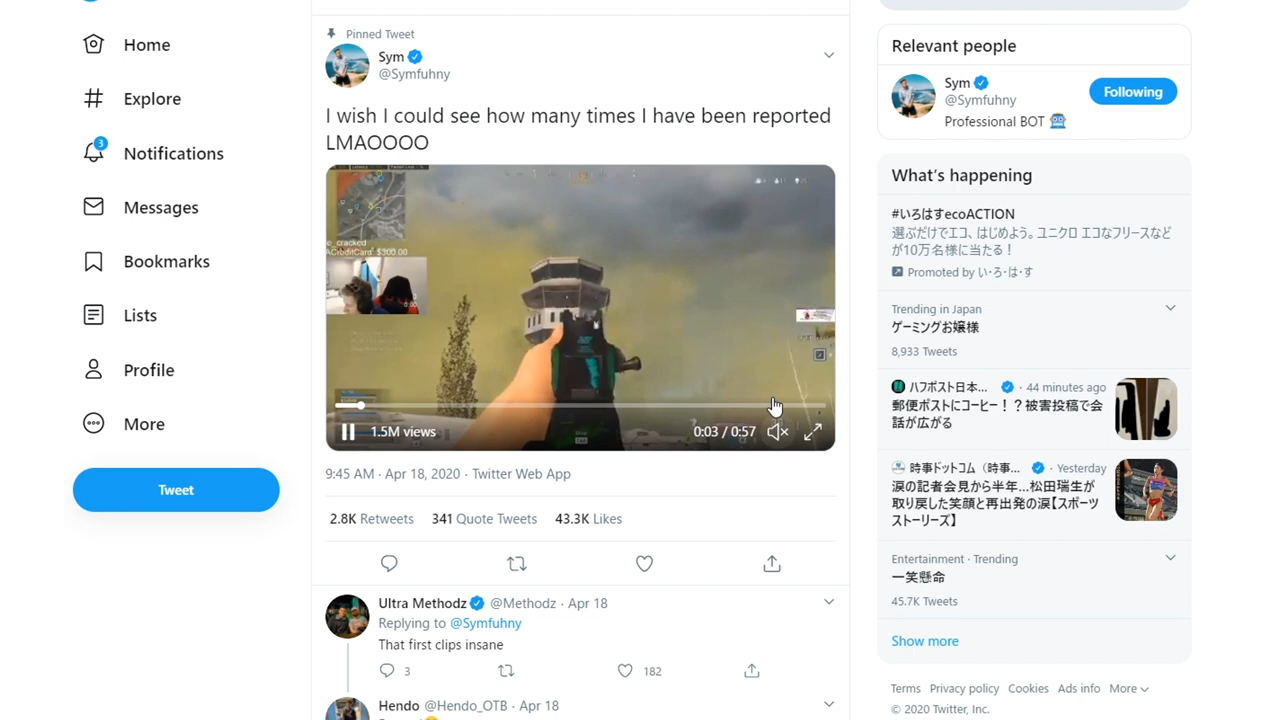 Home
Explore
3
Notifications
Messages
Bookmarks
Lists
Profile
More
Tweet
Pinned Tweet
Sym
@Symfuhny
I wish I could see how many times I have been reported
LMAOOOO
e_cracked
ACreditCard' $300.00
1.5M views
0:03 / 0:57
9:45 AM · Apr 18, 2020 · Twitter Web App
2.8K Retweets 341 Quote Tweets 43.3K Likes
Ultra Methodz @Methodz · Apr 18
Replying to @Symfuhny
That first clips insane
3
182
Hendo @Hendo_OTB · Apr 18
Relevant people
Sym
@Symfuhny
Following
Professional BOT
What's happening
#いろはすecoACTION
選ぶだけでエコ、はじめよう。ユニクロ エコなフリースなど
が10万名様に当たる！
Promoted by い・ろ・は・す
Trending in Japan
ゲーミングお嬢様
8,933 Tweets
ハフポスト日本... · 44 minutes ago
郵便ポストにコーヒー！？被害投稿で会
話が広がる
時事ドットコム（時事... · Yesterday
涙の記者会見から半年...松田瑞生が
取り戻した笑顔と再出発の涙【スポーツ
ストーリーズ】
Entertainment · Trending
一笑懸命
45.7K Tweets
Show more
Terms Privacy policy Cookies Ads info More
© 2020 Twitter, Inc.